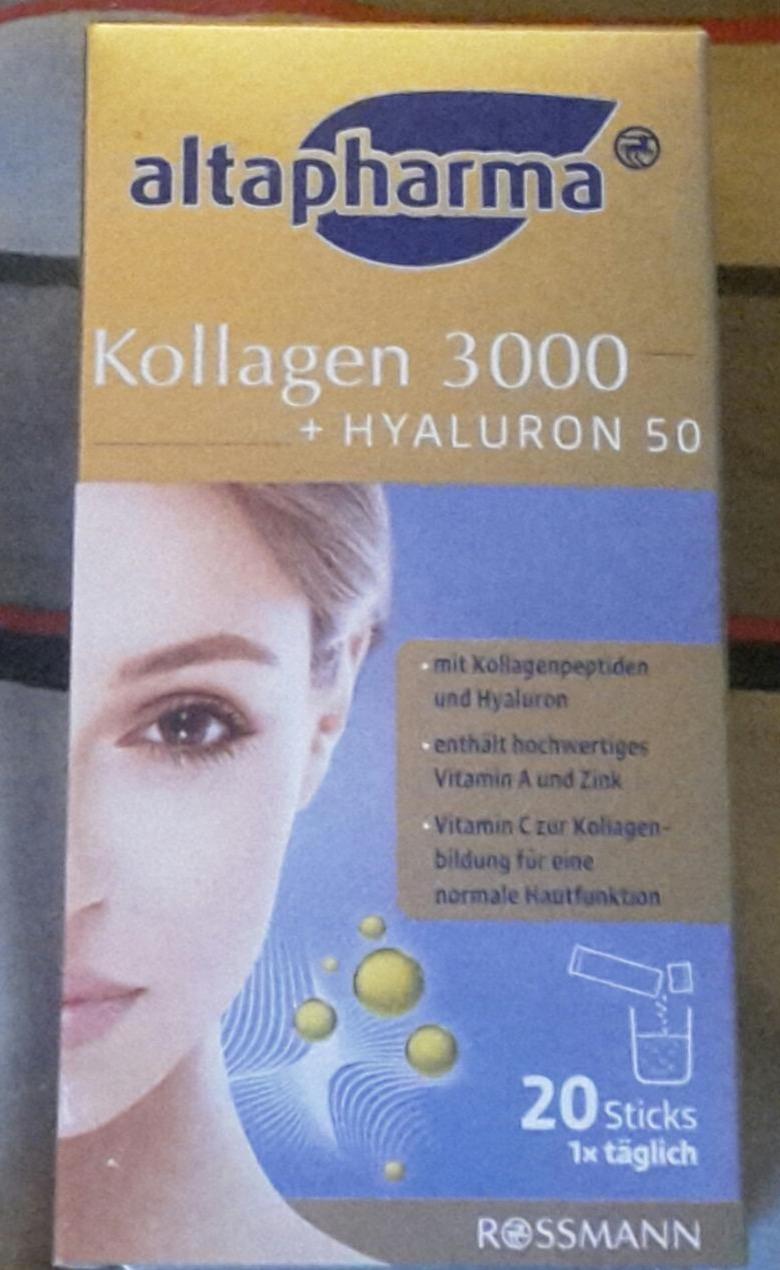 altapharma
Kollagen 3000
+ HYALURON 50
· mit Kollagenpeptiden
und Hyaluron
· enthält hochwertiges
Vitamin A und Zink
· Vitamin C zur Kollagen-
bildung für eine
normale Hautfunktion
20 Sticks
1x täglich
ROSSMANN